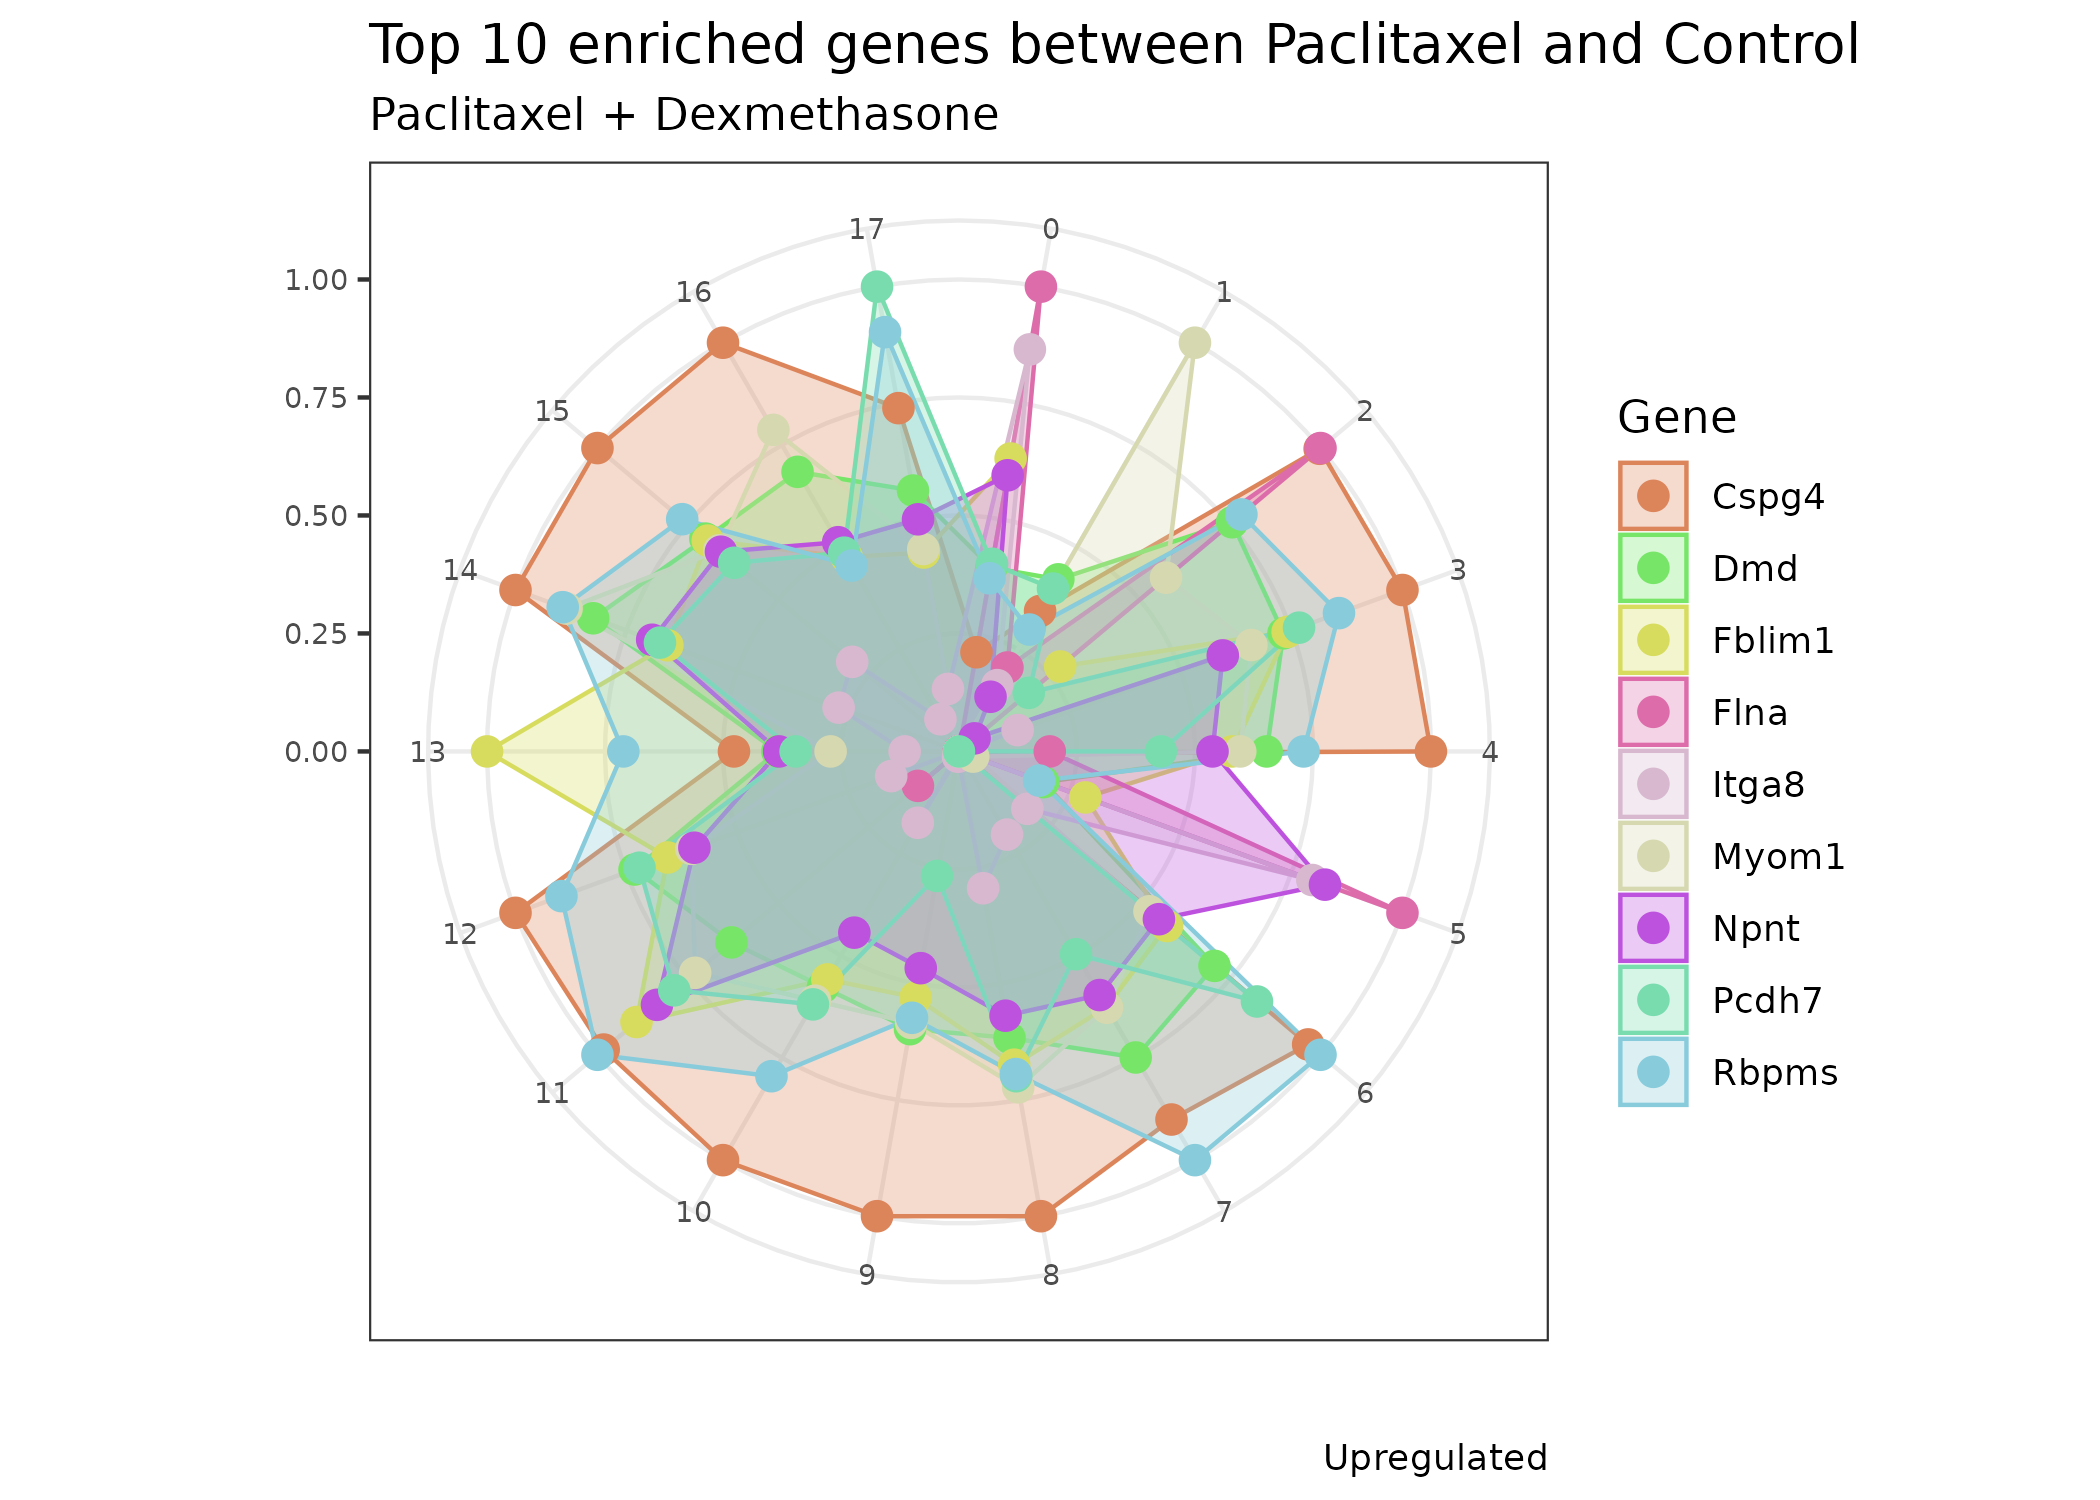 Top 10 enriched genes between Paclitaxel and Control
Paclitaxel + Dexmethasone
17
0
16
1
1.00
15
2
0.75
Gene
14
3
0.50
Cspg4
Dmd
0.25
Fblim1
Flna
0.00
13
4
Itga8
Myom1
12
5
Npnt
Pcdh7
11
6
Rbpms
10
7
9
8
Upregulated